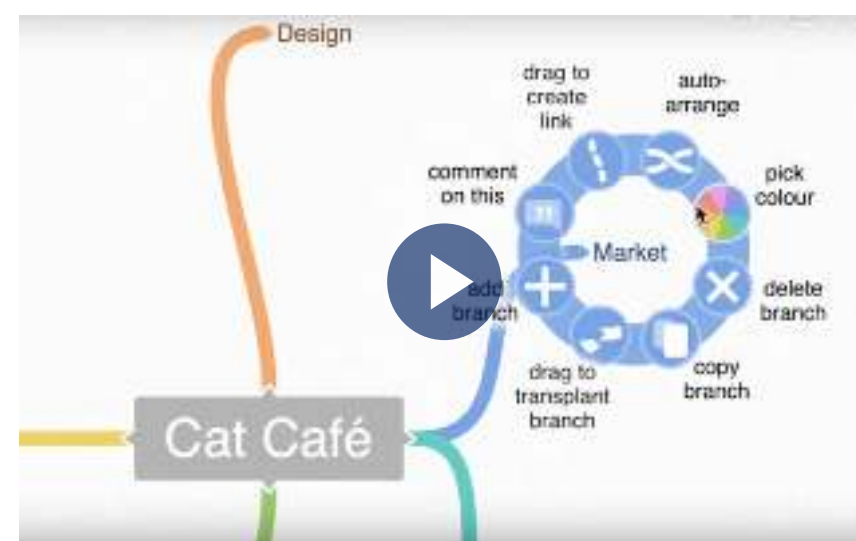 Design
drag to
create
link
auto-
arrange
comment
on this
pick
colour
Market
add
branch
delete
branch
drag to
transplant
branch
copy
branch
Cat Café